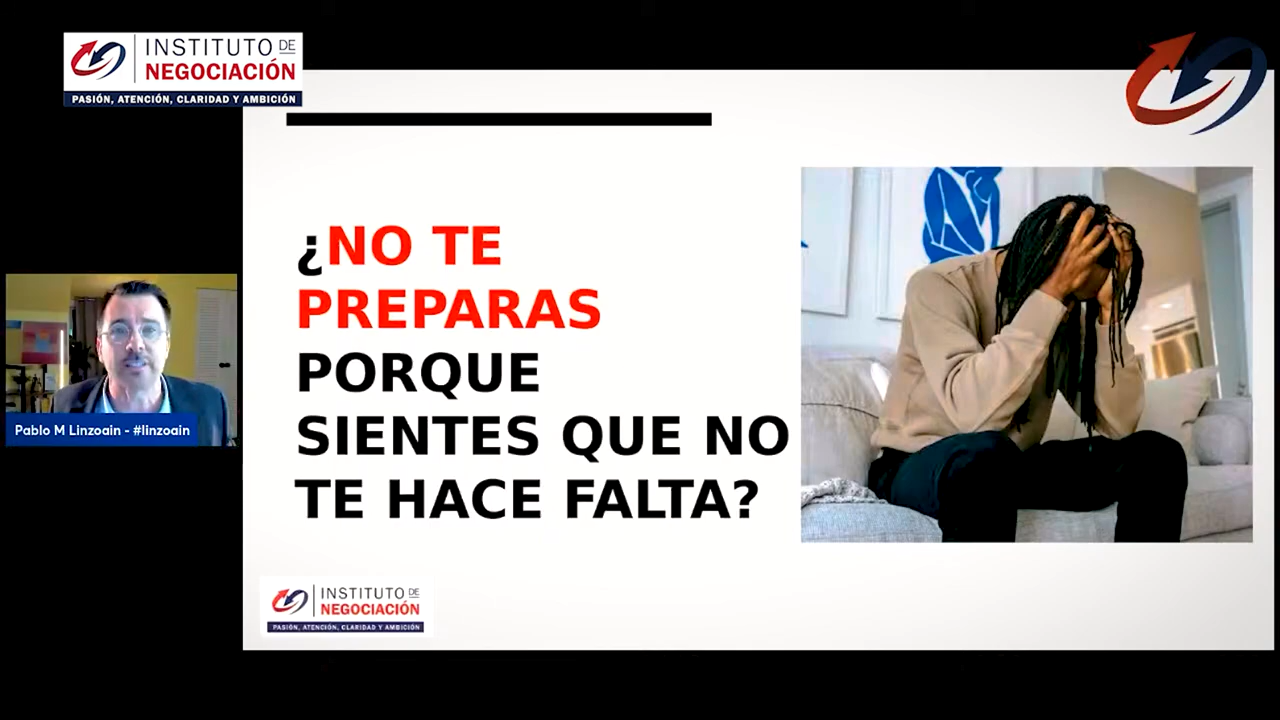 INSTITUTO DE
NEGOCIACIÓN
PASIÓN, ATENCIÓN, CLARIDAD Y AMBICIÓN
¿NO TE
PREPARAS
PORQUE
SIENTES QUE NO
TE HACE FALTA?
Pablo M Linzoain - #linzoain
INSTITUTO DE
NEGOCIACIÓN
PASIÓN, ATENCIÓN, CLARIDAD Y AMBICIÓN